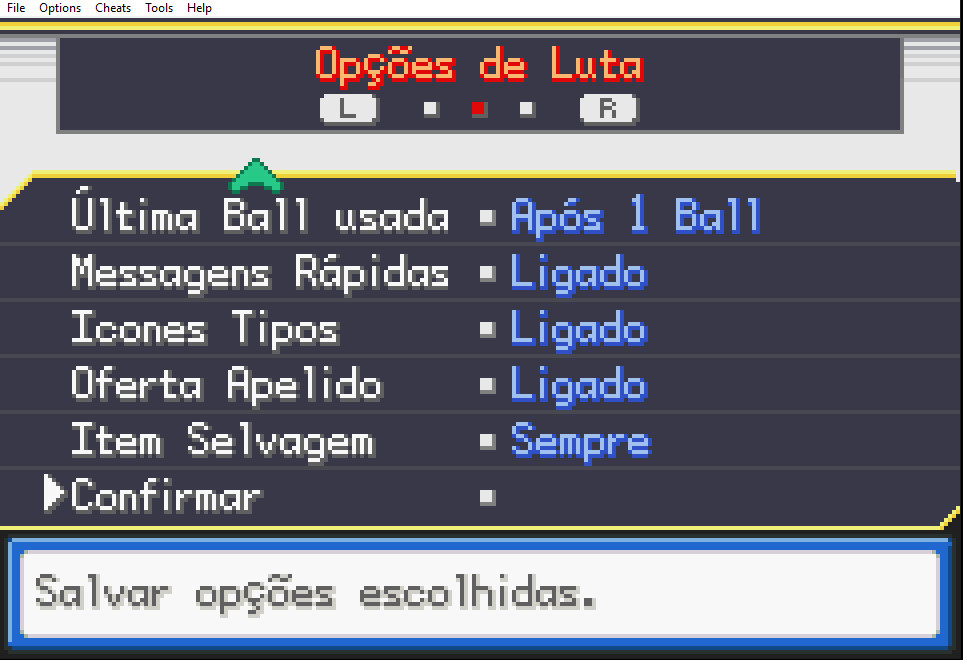 File Options Cheats Tools Help
Opções de Luta
L R
Última Ball usada Após 1 Ball
Messagens Rápidas Ligado
Icones Tipos Ligado
Oferta Apelido Ligado
Item Selvagem Sempre
Confirmar
Salvar opções escolhidas.